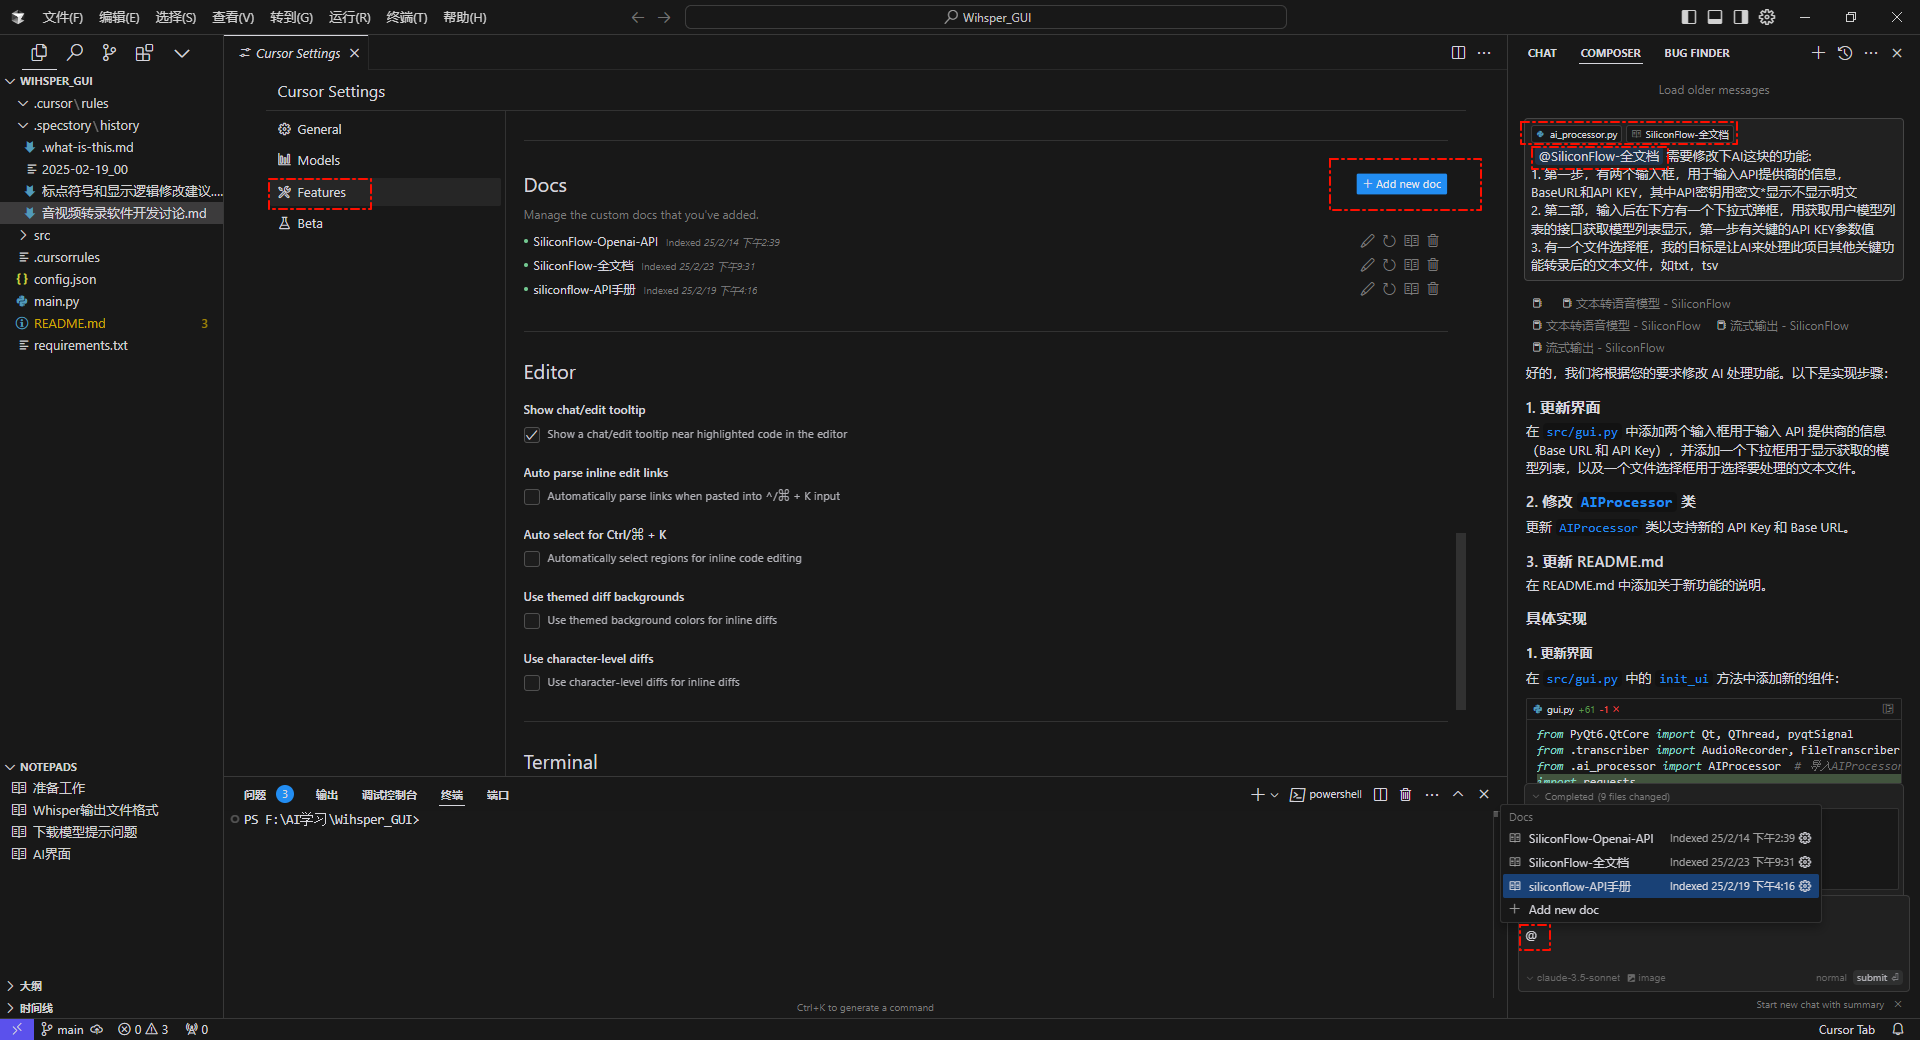 文件(F) 编辑(E) 选择(S) 查看(V) 转到(G) 运行(R) 终端(T) 帮助(H)
Wihsper_GUI
WIHSPER_GUI
.cursor\rules
.specstory\history
.what-is-this.md
2025-02-19_00
标点符号和显示逻辑修改建议....
音视频转录软件开发讨论.md
src
.cursorrules
config.json
main.py
README.md 3
requirements.txt
NOTEPADS
准备工作
Whisper输出文件格式
下载模型提示问题
AI界面
大纲
时间线
Cursor Settings
Cursor Settings
General
Models
Features
Beta
Docs
+ Add new doc
Manage the custom docs that you've added.
SiliconFlow-Openai-API Indexed 25/2/14 下午2:39
SiliconFlow-全文档 Indexed 25/2/23 下午9:31
siliconflow-API手册 Indexed 25/2/19 下午4:16
Editor
Show chat/edit tooltip
Show a chat/edit tooltip near highlighted code in the editor
Auto parse inline edit links
Automatically parse links when pasted into ^/⌘ + K input
Auto select for Ctrl/⌘ + K
Automatically select regions for inline code editing
Use themed diff backgrounds
Use themed background colors for inline diffs
Use character-level diffs
Use character-level diffs for inline diffs
Terminal
问题 3 输出 调试控制台 终端 端口
powershell
PS F:\AI学习\Wihsper_GUI>
Ctrl+K to generate a command
CHAT COMPOSER BUG FINDER
Load older messages
ai_processor.py SiliconFlow-全文档
@SiliconFlow-全文档 需要修改下AI这块的功能:
1. 第一步，有两个输入框，用于输入API提供商的信息，
BaseURL和API KEY，其中API密钥用密文*显示不显示明文
2. 第二部，输入后在下方有一个下拉式弹框，用获取用户模型列
表的接口获取模型列表显示，第一步有关键的API KEY参数值
3. 有一个文件选择框，我的目标是让AI来处理此项目其他关键功
能转录后的文本文件，如txt，tsv
文本转语音模型 - SiliconFlow
文本转语音模型 - SiliconFlow 流式输出 - SiliconFlow
流式输出 - SiliconFlow
好的，我们将根据您的要求修改 AI 处理功能。以下是实现步骤：
1. 更新界面
在 src/gui.py 中添加两个输入框用于输入 API 提供商的信息
（Base URL 和 API Key），并添加一个下拉框用于显示获取的模
型列表，以及一个文件选择框用于选择要处理的文本文件。
2. 修改 AIProcessor 类
更新 AIProcessor 类以支持新的 API Key 和 Base URL。
3. 更新 README.md
在 README.md 中添加关于新功能的说明。
具体实现
1. 更新界面
在 src/gui.py 中的 init_ui 方法中添加新的组件：
gui.py +61 -1
from PyQt6.QtCore import Qt, QThread, pyqtSignal
from .transcriber import AudioRecorder, FileTranscriber
from .ai_processor import AIProcessor # 导入AIProcessor
import requests
Completed (9 files changed)
Docs
SiliconFlow-Openai-API Indexed 25/2/14 下午2:39
SiliconFlow-全文档 Indexed 25/2/23 下午9:31
siliconflow-API手册 Indexed 25/2/19 下午4:16
+ Add new doc
@
claude-3.5-sonnet image normal submit
Start new chat with summary
main 0 3 0
Cursor Tab